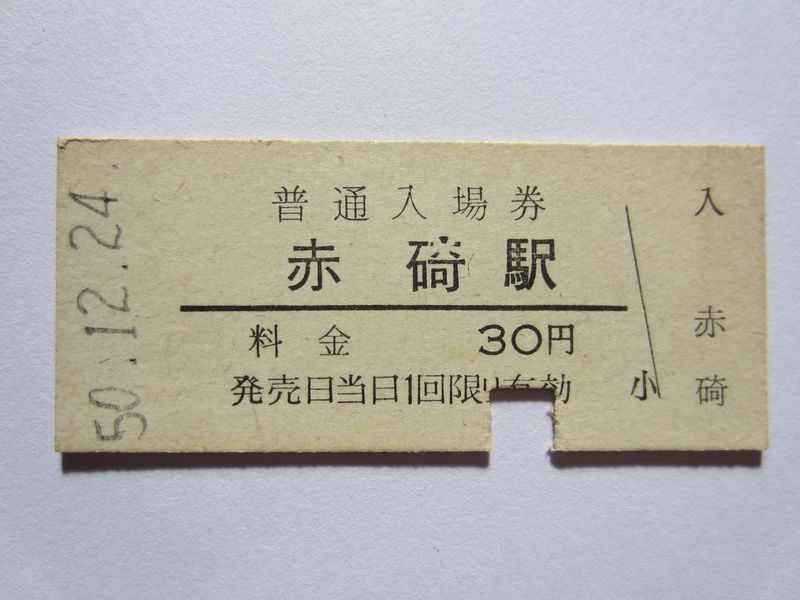 50.12.24.
普通入場券
赤碕駅
料金 30円
発売日当日1回限り有効
小
入
赤碕